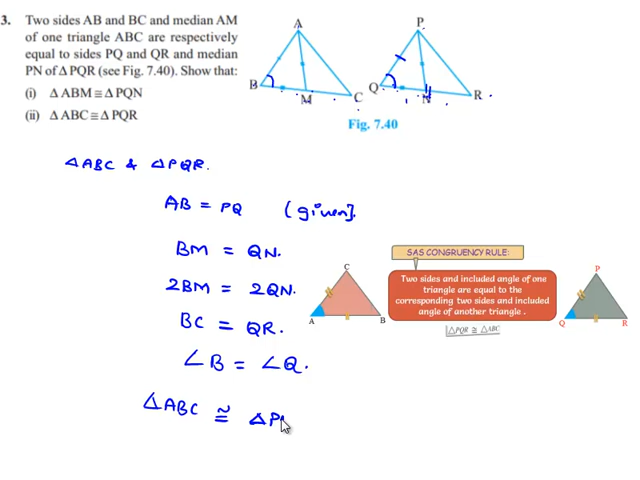 3. Two sides AB and BC and median AM
of one triangle ABC are respectively
equal to sides PQ and QR and median
PN of Δ PQR (see Fig. 7.40). Show that:
(i) Δ ABM ≅ Δ PQN
(ii) Δ ABC ≅ Δ PQR
A
B
M
C
P
Q
N
R
Fig. 7.40
ΔABC & ΔPQR.
AB = PQ (given].
BM = QN.
2BM = 2QN.
BC = QR.
∠B = ∠Q.
ΔABC ≅ ΔP
SAS CONGRUENCY RULE:
Two sides and included angle of one
triangle are equal to the
corresponding two sides and included
angle of another triangle .
△PQR ≅ △ABC
C
A
B
P
Q
R